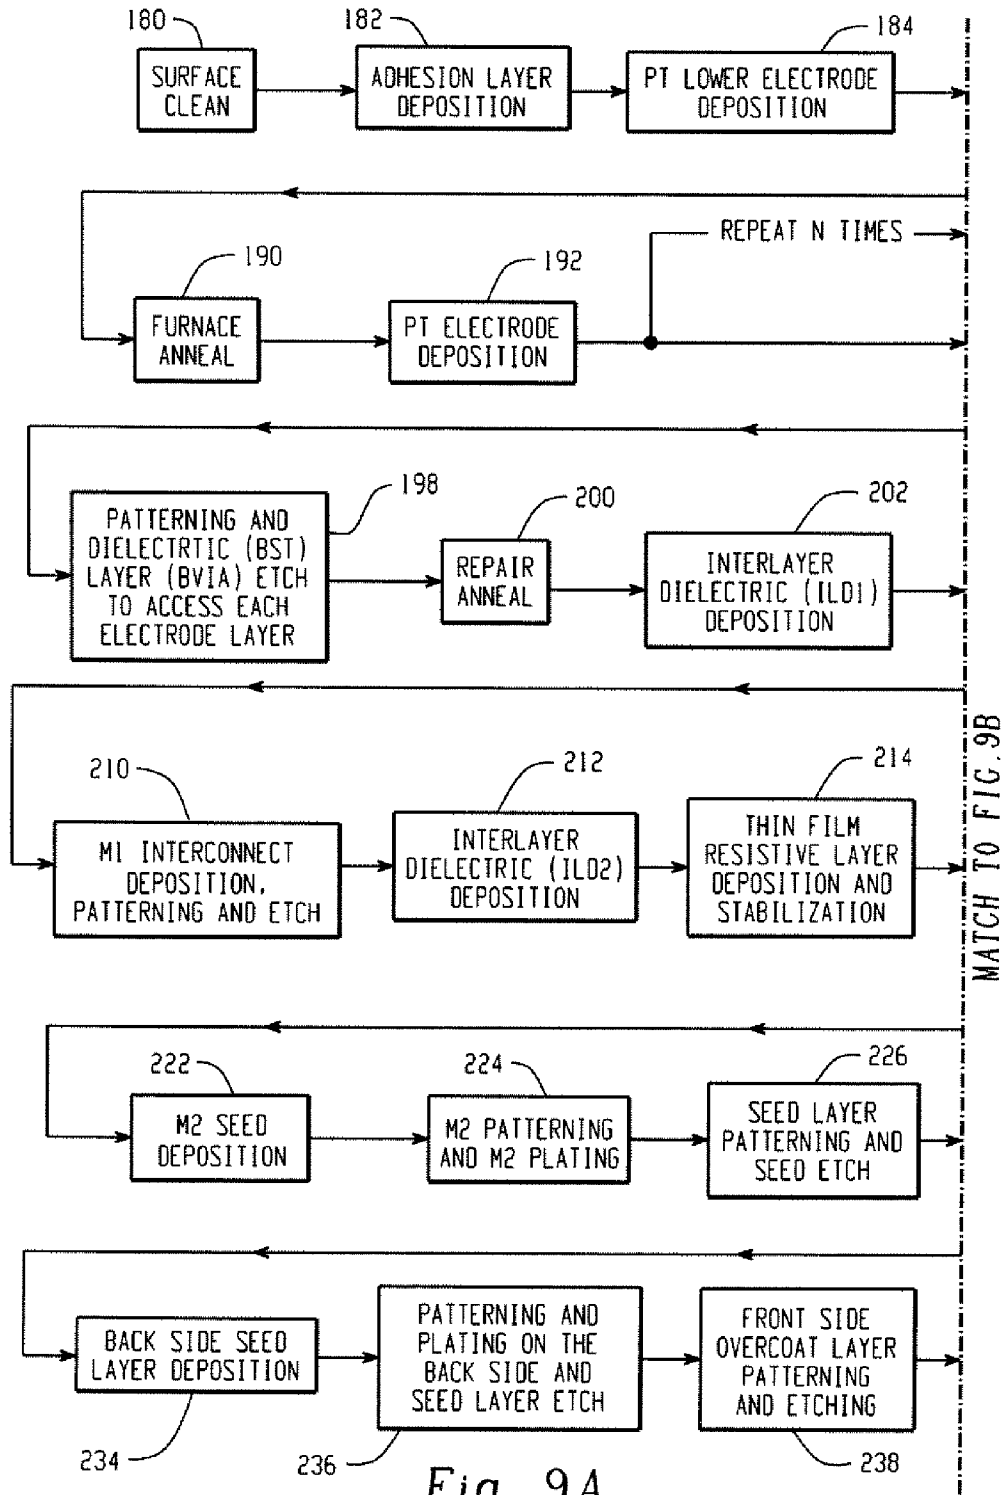 180
182
184
SURFACE
CLEAN
ADHESION LAYER
DEPOSITION
PT LOWER ELECTRODE
DEPOSITION
REPEAT N TIMES
190
192
FURNACE
ANNEAL
PT ELECTRODE
DEPOSITION
198
200
202
PATTERNING AND
DIELECTRTIC (BST)
LAYER (BVIA) ETCH
TO ACCESS EACH
ELECTRODE LAYER
REPAIR
ANNEAL
INTERLAYER
DIELECTRIC (ILD1)
DEPOSITION
210
212
214
M1 INTERCONNECT
DEPOSITION,
PATTERNING AND ETCH
INTERLAYER
DIELECTRIC (ILD2)
DEPOSITION
THIN FILM
RESISTIVE LAYER
DEPOSITION AND
STABILIZATION
MATCH TO FIG.9B
222
224
226
M2 SEED
DEPOSITION
M2 PATTERNING
AND M2 PLATING
SEED LAYER
PATTERNING AND
SEED ETCH
BACK SIDE SEED
LAYER DEPOSITION
PATTERNING AND
PLATING ON THE
BACK SIDE AND
SEED LAYER ETCH
FRONT SIDE
OVERCOAT LAYER
PATTERNING
AND ETCHING
234
236
238
Fig. 9A